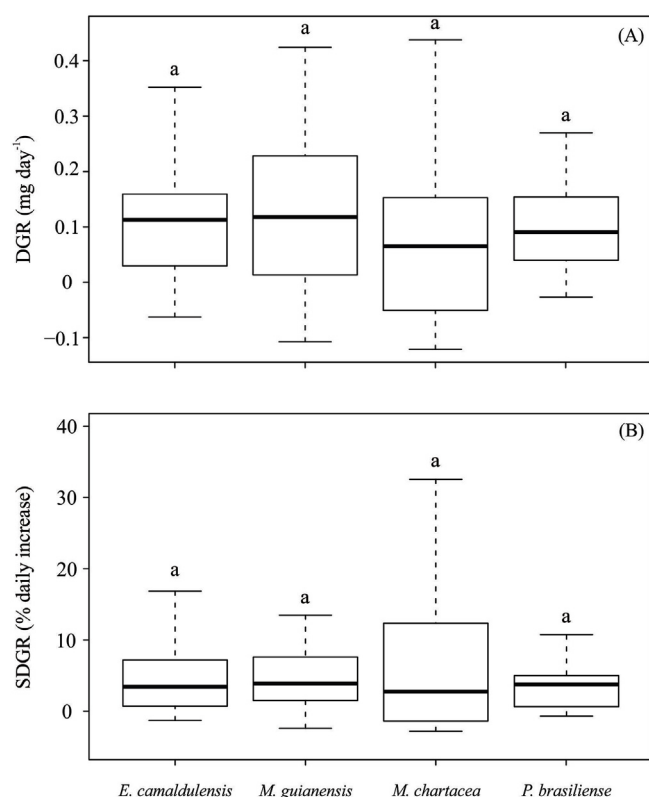 (A)
DGR (mg day⁻¹)
0.4
0.3
0.2
0.1
0
−0.1
a
a
a
a
(B)
SDGR (% daily increase)
40
30
20
10
0
a
a
a
a
E. camaldulensis M. guianensis M. chartacea P. brasiliense